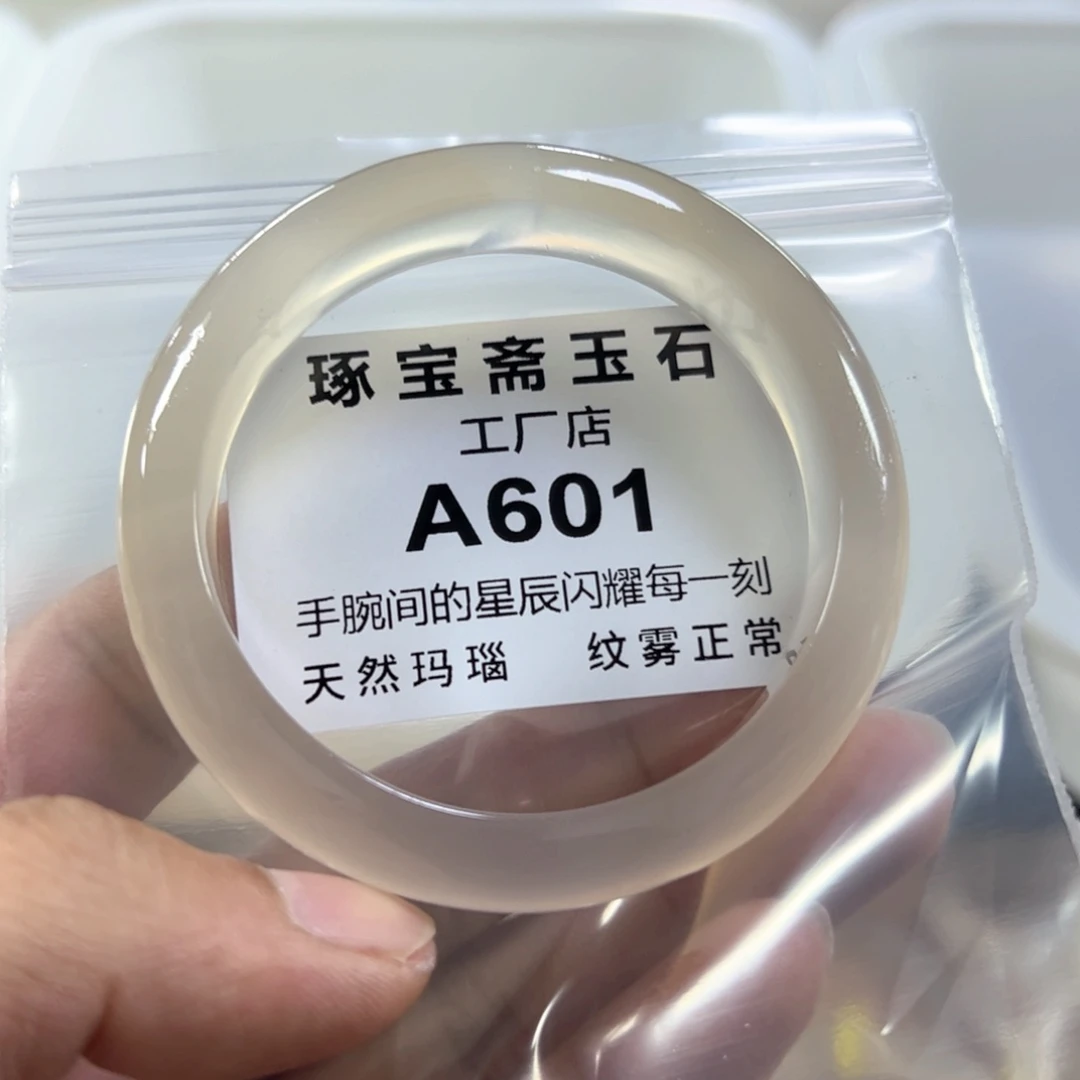 琢宝斋玉石
工厂店
A601
手腕间的星辰闪耀每一刻
天然玛瑙 纹雾正常